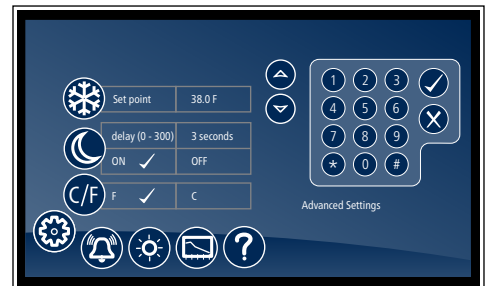 Set point 38.0 F
delay (0 - 300) 3 seconds
ON OFF
C/F F C
1 2 3
4 5 6
7 8 9
* 0 #
Advanced Settings
?